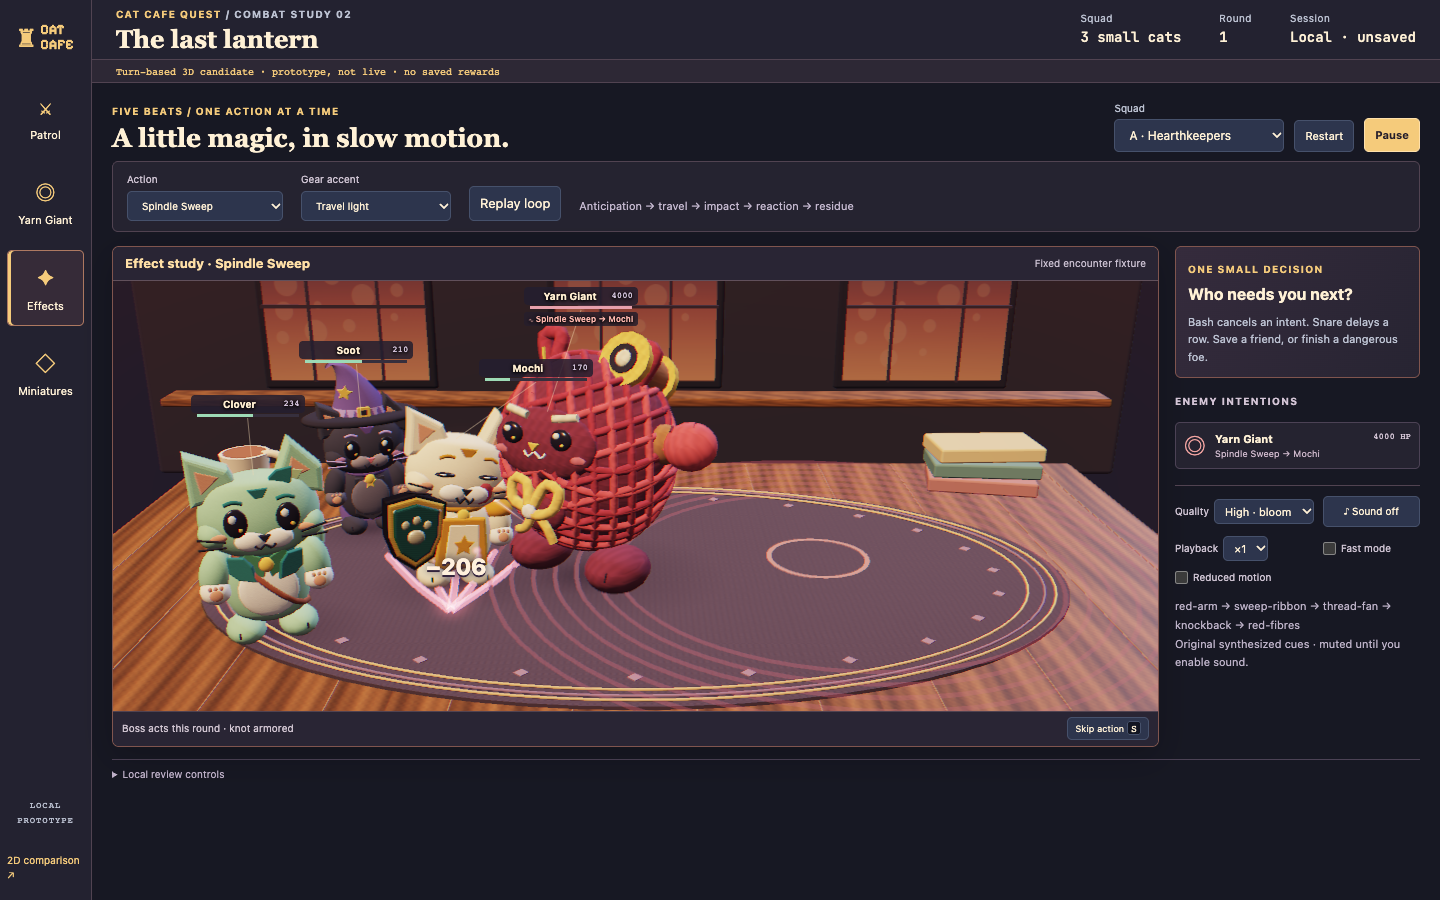 CAT CAFE
CAT CAFE QUEST / COMBAT STUDY 02
The last lantern
Squad
3 small cats
Round
1
Session
Local · unsaved
Turn-based 3D candidate · prototype, not live · no saved rewards
Patrol
Yarn Giant
Effects
Miniatures
LOCAL
PROTOTYPE
2D comparison
↗
FIVE BEATS / ONE ACTION AT A TIME
A little magic, in slow motion.
Squad
A · Hearthkeepers
Restart
Pause
Action
Spindle Sweep
Gear accent
Travel light
Replay loop
Anticipation → travel → impact → reaction → residue
Effect study · Spindle Sweep
Fixed encounter fixture
Yarn Giant 4000
Spindle Sweep → Mochi
Soot 210
Mochi 170
Clover 234
−206
Boss acts this round · knot armored
Skip action S
Local review controls
ONE SMALL DECISION
Who needs you next?
Bash cancels an intent. Snare delays a
row. Save a friend, or finish a dangerous
foe.
ENEMY INTENTIONS
Yarn Giant
4000 HP
Spindle Sweep → Mochi
Quality
High · bloom
♪ Sound off
Playback
×1
Fast mode
Reduced motion
red-arm → sweep-ribbon → thread-fan →
knockback → red-fibres
Original synthesized cues · muted until you
enable sound.